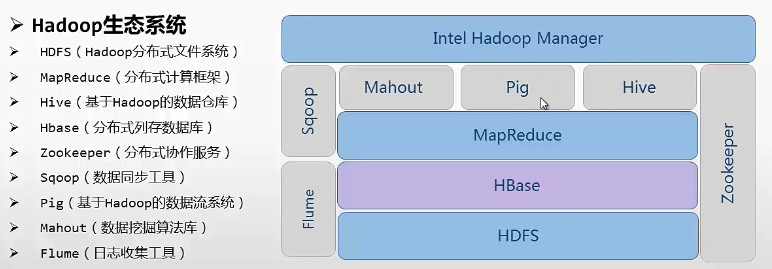 Hadoop生态系统
HDFS（Hadoop分布式文件系统）
MapReduce（分布式计算框架）
Hive（基于Hadoop的数据仓库）
Hbase（分布式列存数据库）
Zookeeper（分布式协作服务）
Sqoop（数据同步工具）
Pig（基于Hadoop的数据流系统）
Mahout（数据挖掘算法库）
Flume（日志收集工具）
Intel Hadoop Manager
Sqoop
Mahout
Pig
Hive
Zookeeper
MapReduce
Flume
HBase
HDFS